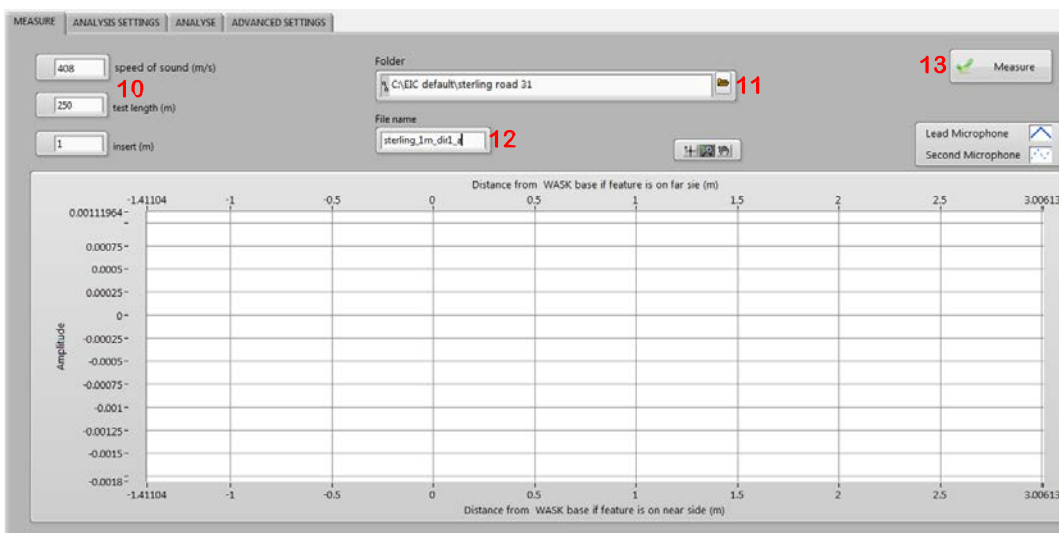 MEASURE ANALYSIS SETTINGS ANALYSE ADVANCED SETTINGS
408 speed of sound (m/s)
10
250 test length (m)
1 insert (m)
Folder
C:\EIC default\sterling road 31
11
File name
sterling_1m_dir1_a
12
13 Measure
Lead Microphone
Second Microphone
Distance from WASK base if feature is on far sie (m)
-1.41104 -1 -0.5 0 0.5 1 1.5 2 2.5 3.00613
0.00111964
0.00075
0.0005
0.00025
0
-0.00025
-0.0005
-0.00075
-0.001
-0.00125
-0.0015
-0.0018
Amplitude
-1.41104 -1 -0.5 0 0.5 1 1.5 2 2.5 3.00613
Distance from WASK base if feature is on near side (m)